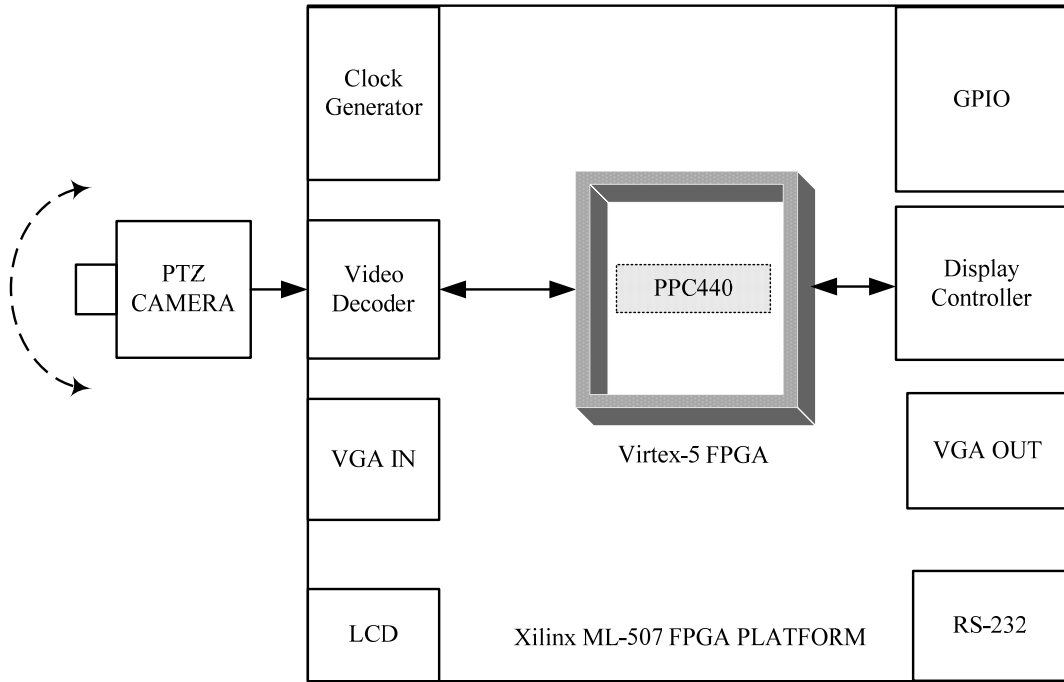 Clock
Generator
GPIO
PTZ
CAMERA
Video
Decoder
PPC440
Display
Controller
VGA IN
Virtex-5 FPGA
VGA OUT
LCD
Xilinx ML-507 FPGA PLATFORM
RS-232